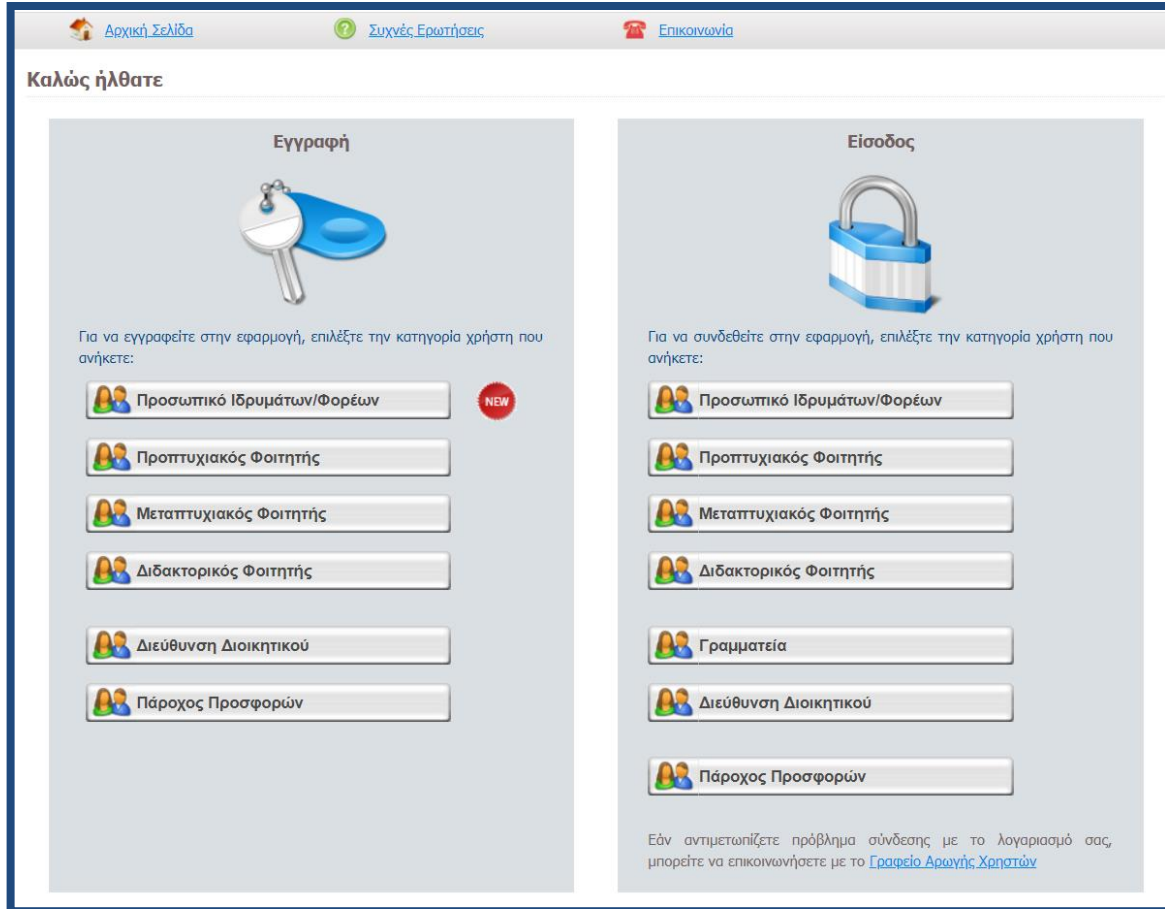 Αρχική Σελίδα
Συχνές Ερωτήσεις
Επικοινωνία
Καλώς ήλθατε
Εγγραφή
Για να εγγραφείτε στην εφαρμογή, επιλέξτε την κατηγορία χρήστη που
ανήκετε:
Προσωπικό Ιδρυμάτων/Φορέων
NEW
Προπτυχιακός Φοιτητής
Μεταπτυχιακός Φοιτητής
Διδακτορικός Φοιτητής
Διεύθυνση Διοικητικού
Πάροχος Προσφορών
Είσοδος
Για να συνδεθείτε στην εφαρμογή, επιλέξτε την κατηγορία χρήστη που
ανήκετε:
Προσωπικό Ιδρυμάτων/Φορέων
Προπτυχιακός Φοιτητής
Μεταπτυχιακός Φοιτητής
Διδακτορικός Φοιτητής
Γραμματεία
Διεύθυνση Διοικητικού
Πάροχος Προσφορών
Εάν αντιμετωπίζετε πρόβλημα σύνδεσης με το λογαριασμό σας,
μπορείτε να επικοινωνήσετε με το Γραφείο Αρωγής Χρηστών